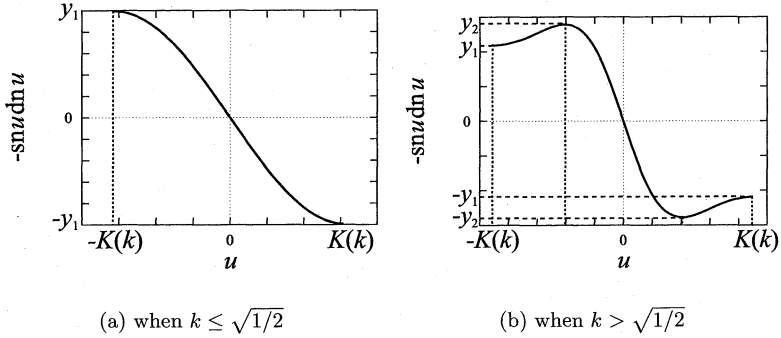 y₁
0
-y₁
-snudnu
-K(k)
0
K(k)
u
(a) when k ≤ √1/2
y₂
y₁
0
-y₁
-y₂
-snudnu
-K(k)
0
K(k)
u
(b) when k > √1/2